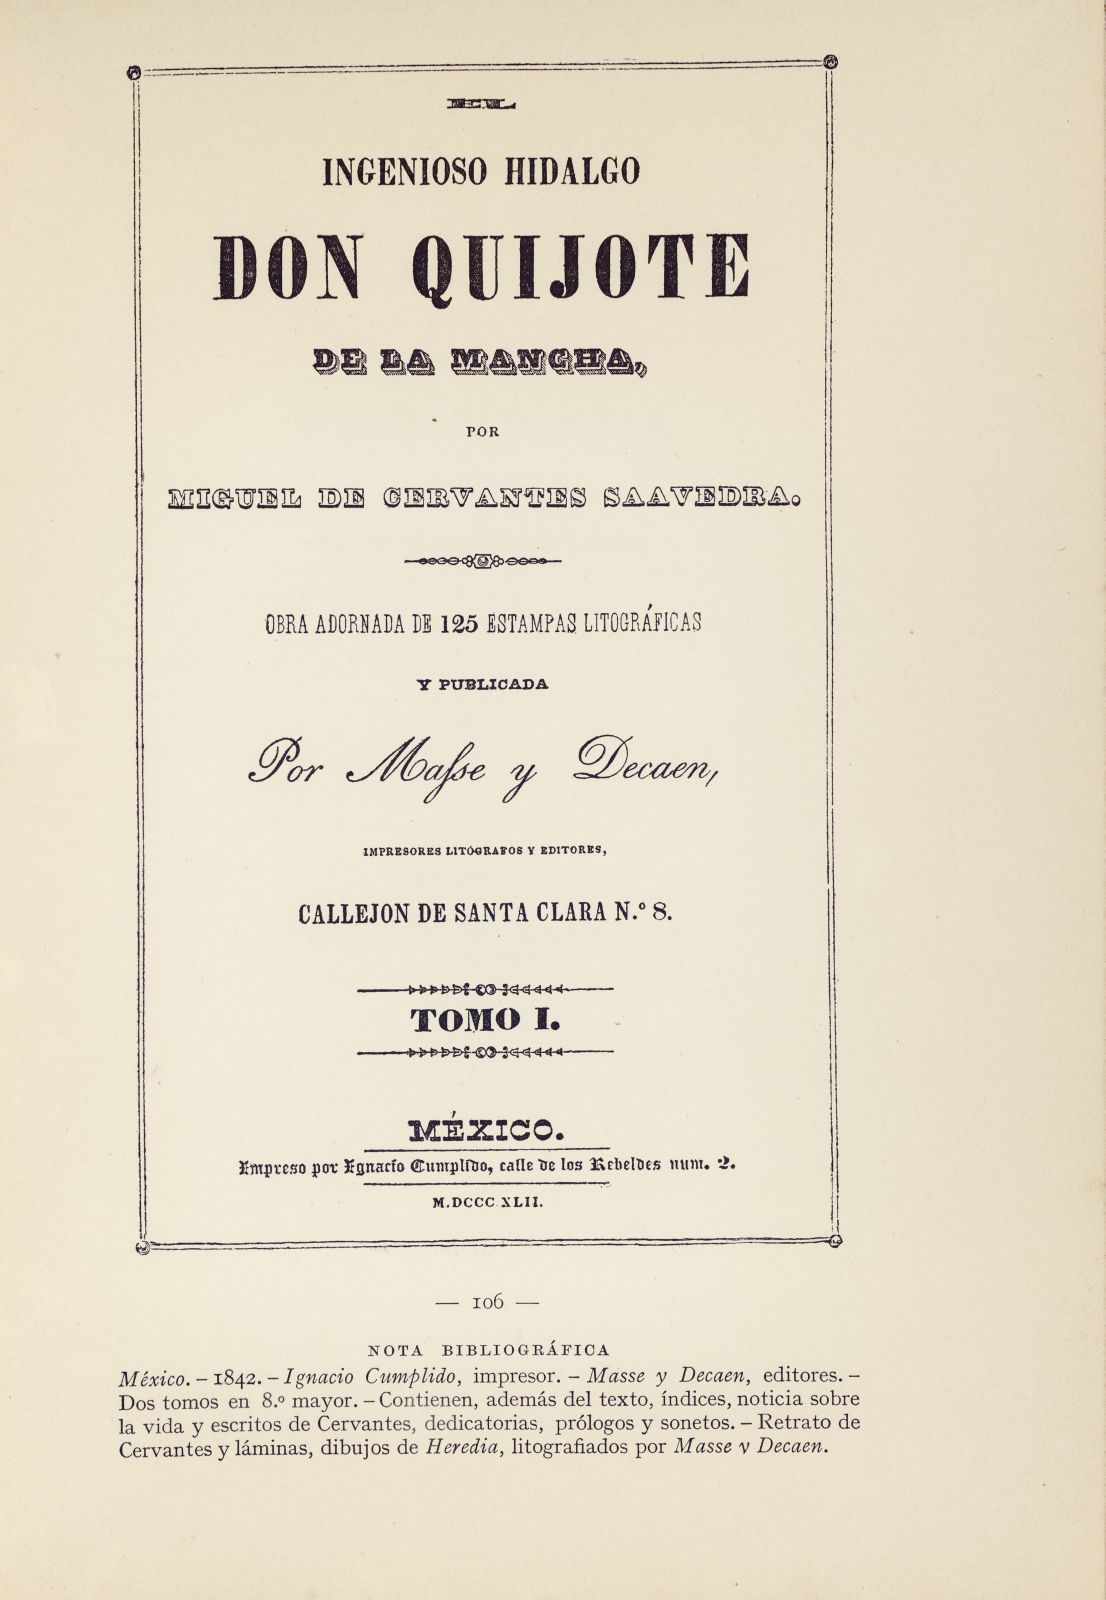 EL
INGENIOSO HIDALGO
DON QUIJOTE
DE LA MANCHA,
POR
MIGUEL DE CERVANTES SAAVEDRA.
OBRA ADORNADA DE 125 ESTAMPAS LITOGRÁFICAS
Y PUBLICADA
Por Masse y Decaen,
IMPRESORES LITÓGRAFOS Y EDITORES,
CALLEJON DE SANTA CLARA N.º 8.
TOMO I.
MÉXICO.
Impreso por Ignacio Cumplido, calle de los Rebeldes num. 2.
M.DCCC.XLII.
— 106 —
NOTA BIBLIOGRÁFICA
México. – 1842. – Ignacio Cumplido, impresor. – Masse y Decaen, editores. –
Dos tomos en 8.º mayor. – Contienen, además del texto, índices, noticia sobre
la vida y escritos de Cervantes, dedicatorias, prólogos y sonetos. – Retrato de
Cervantes y láminas, dibujos de Heredia, litografiados por Masse y Decaen.